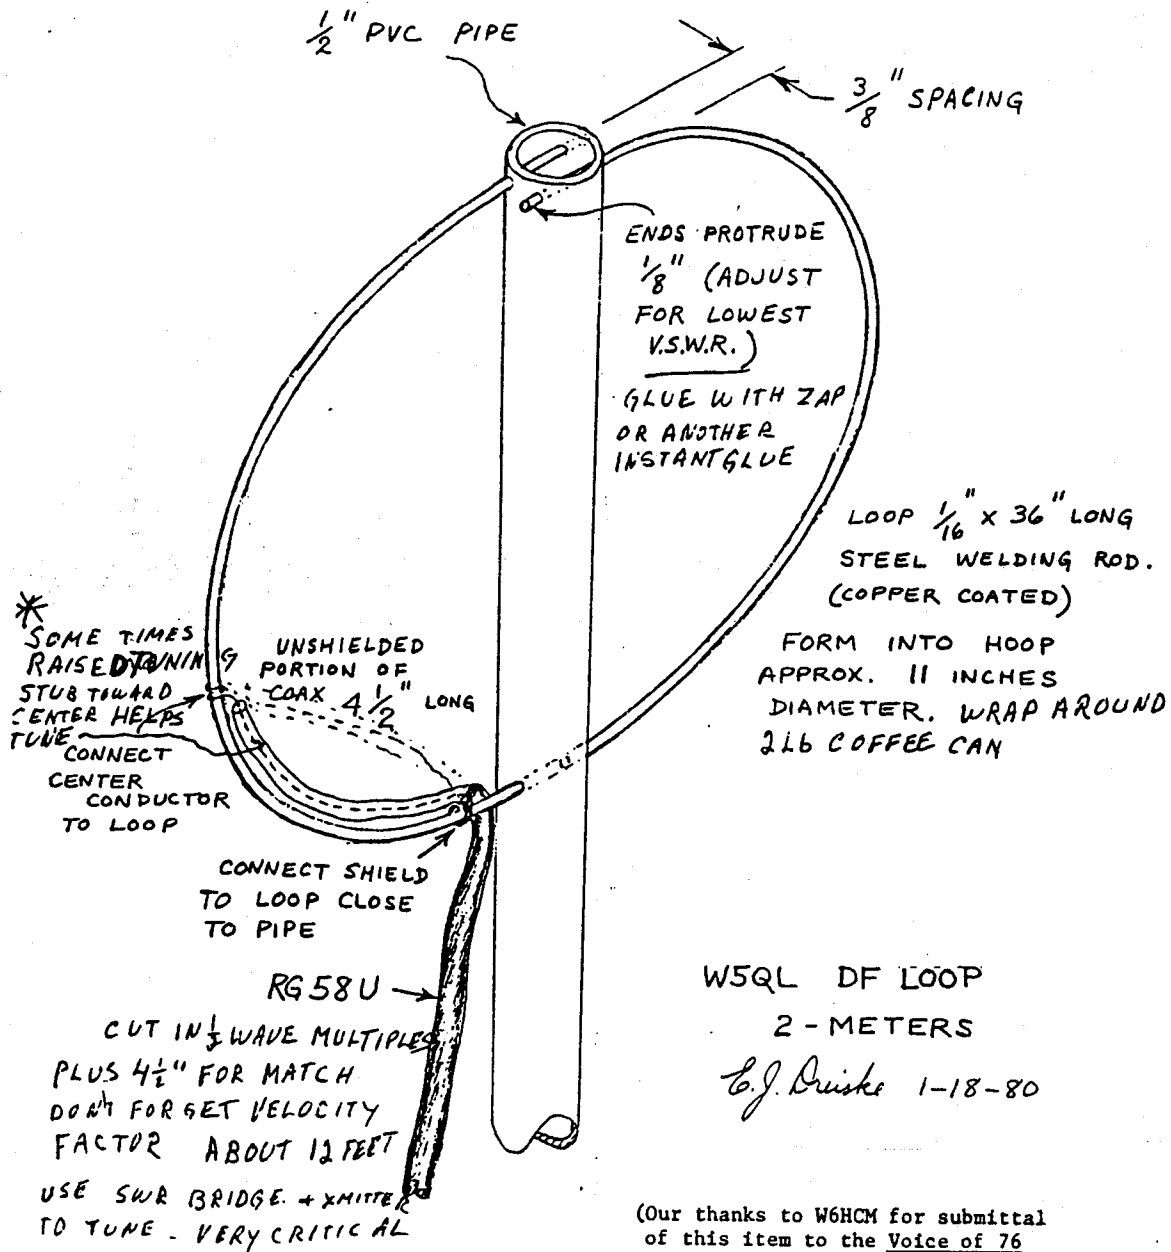 1/2" PVC PIPE
3/8" SPACING
ENDS PROTRUDE
1/8" (ADJUST
FOR LOWEST
V.S.W.R.)
GLUE WITH ZAP
OR ANOTHER
INSTANTGLUE
LOOP 1/16" X 36" LONG
STEEL WELDING ROD.
(COPPER COATED)
FORM INTO HOOP
APPROX. 11 INCHES
DIAMETER. WRAP AROUND
2LB COFFEE CAN
*
SOME TIMES
RAISED TUNING
STUB TOWARD
CENTER HELPS
TUNE
UNSHIELDED
PORTION OF
COAX 4 1/2" LONG
CONNECT
CENTER
CONDUCTOR
TO LOOP
CONNECT SHIELD
TO LOOP CLOSE
TO PIPE
RG58U
CUT IN 1/2 WAVE MULTIPLES
PLUS 4 1/2" FOR MATCH
DON'T FORGET VELOCITY
FACTOR ABOUT 12 FEET
USE SWR BRIDGE. + XMITTER
TO TUNE - VERY CRITICAL
W5QL DF LOOP
2-METERS
E.J. 1-18-80
(Our thanks to W6HCM for submittal
of this item to the Voice of 76